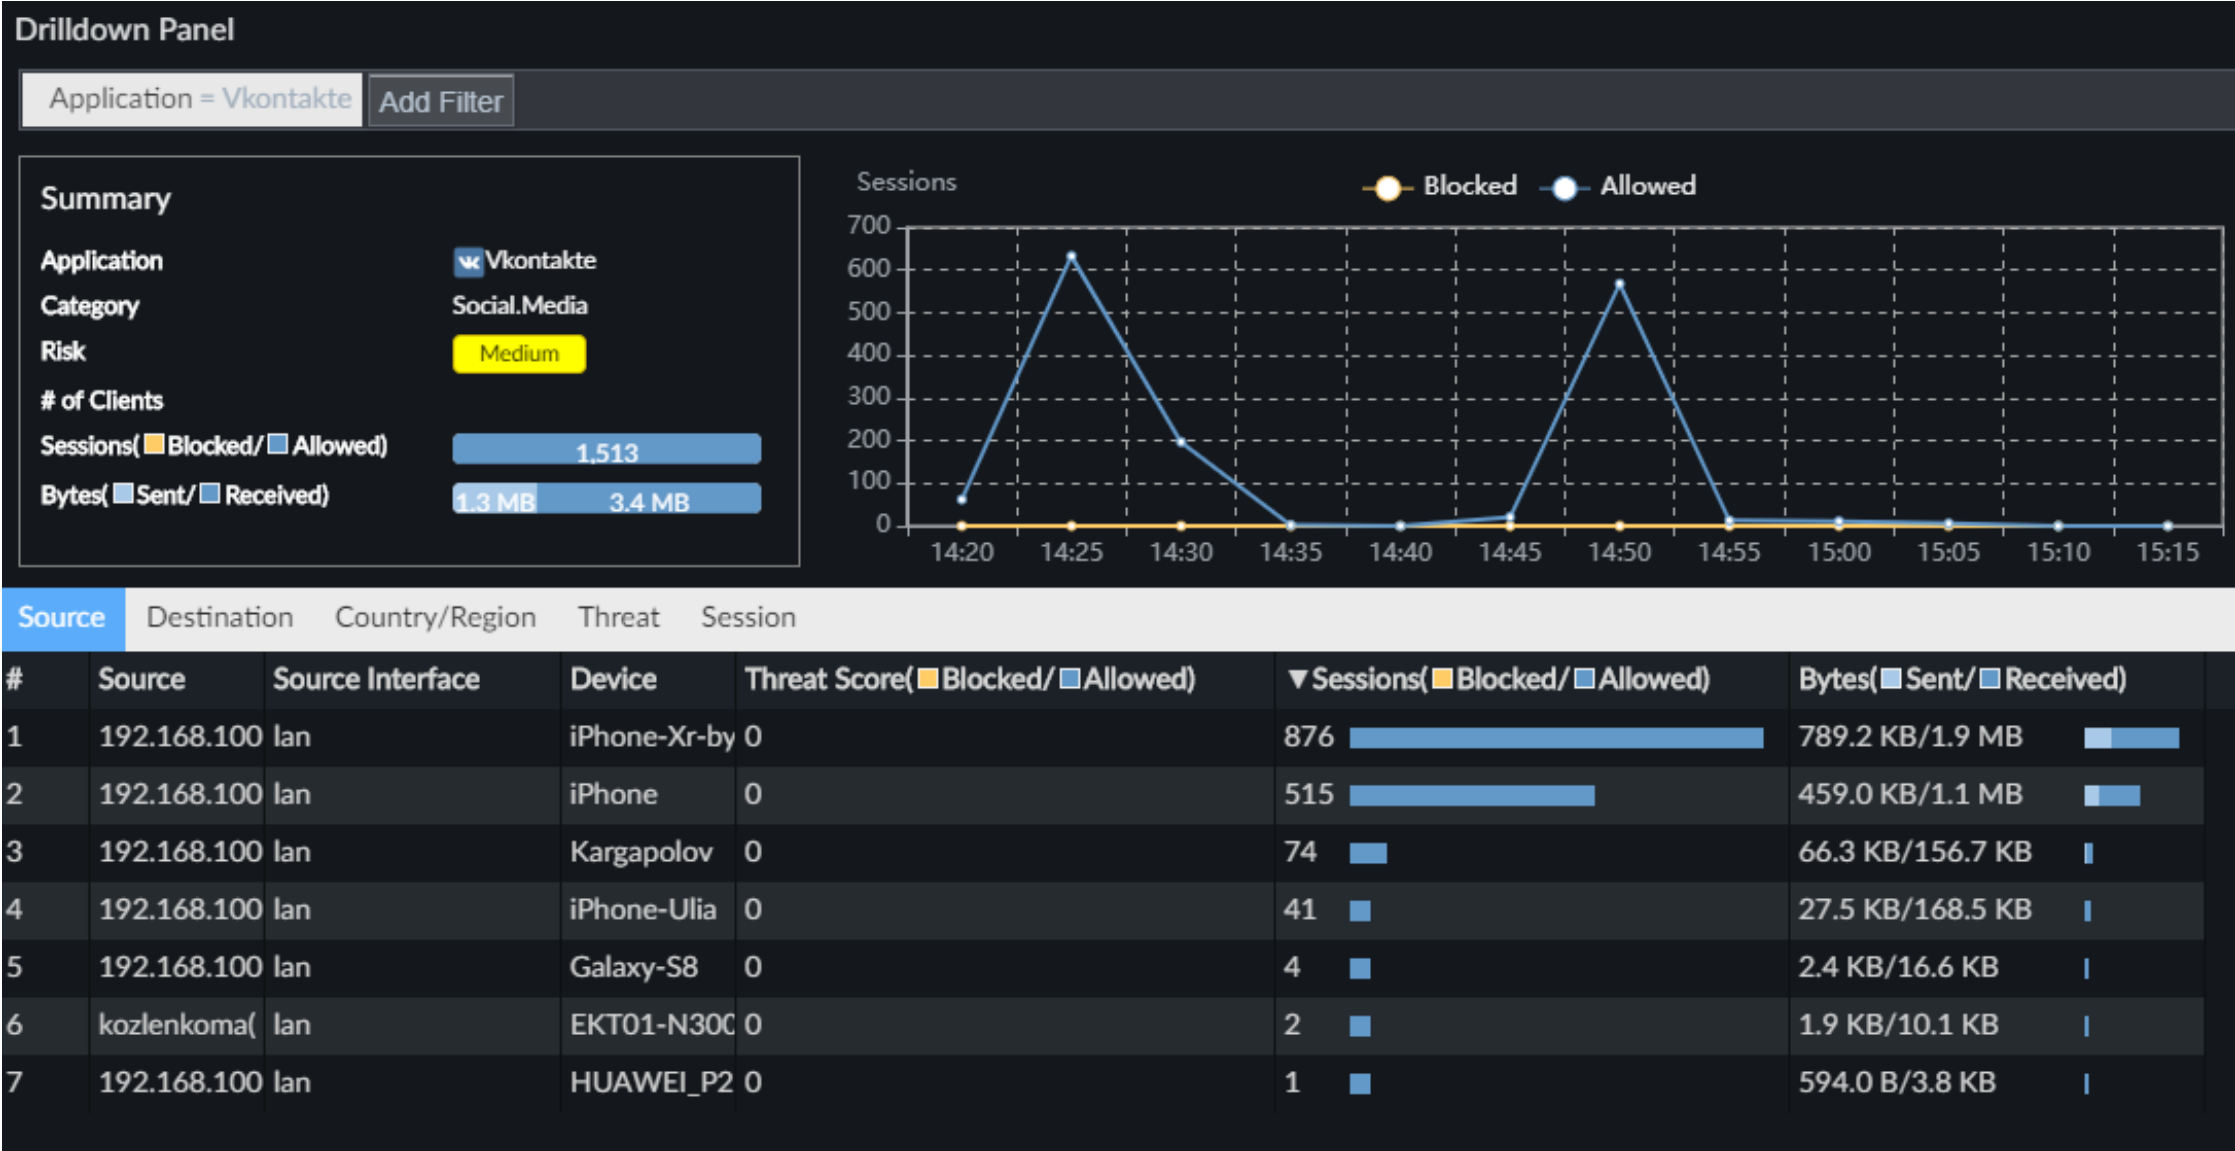 Drilldown Panel
Application = Vkontakte Add Filter
Summary
Application Vkontakte
Category Social.Media
Risk Medium
# of Clients
Sessions( Blocked/ Allowed) 1,513
Bytes( Sent/ Received) 1.3 MB 3.4 MB
Sessions Blocked Allowed
700
600
500
400
300
200
100
0
14:20 14:25 14:30 14:35 14:40 14:45 14:50 14:55 15:00 15:05 15:10 15:15
Source Destination Country/Region Threat Session
# Source Source Interface Device Threat Score( Blocked/ Allowed) ▼Sessions( Blocked/ Allowed) Bytes( Sent/ Received)
1 192.168.100 lan iPhone-Xr-by 0 876 789.2 KB/1.9 MB
2 192.168.100 lan iPhone 0 515 459.0 KB/1.1 MB
3 192.168.100 lan Kargapolov 0 74 66.3 KB/156.7 KB
4 192.168.100 lan iPhone-Ulia 0 41 27.5 KB/168.5 KB
5 192.168.100 lan Galaxy-S8 0 4 2.4 KB/16.6 KB
6 kozlenkoma( lan EKT01-N300 0 2 1.9 KB/10.1 KB
7 192.168.100 lan HUAWEI_P2 0 1 594.0 B/3.8 KB